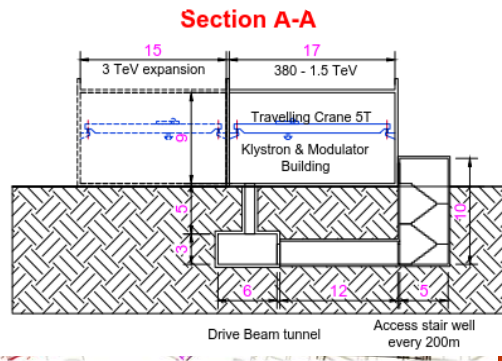 Section A-A
15 17
3 TeV expansion 380 - 1.5 TeV
Travelling Crane 5T
9
Klystron & Modulator
Building
5
10
3
6 12 5
Drive Beam tunnel Access stair well
every 200m